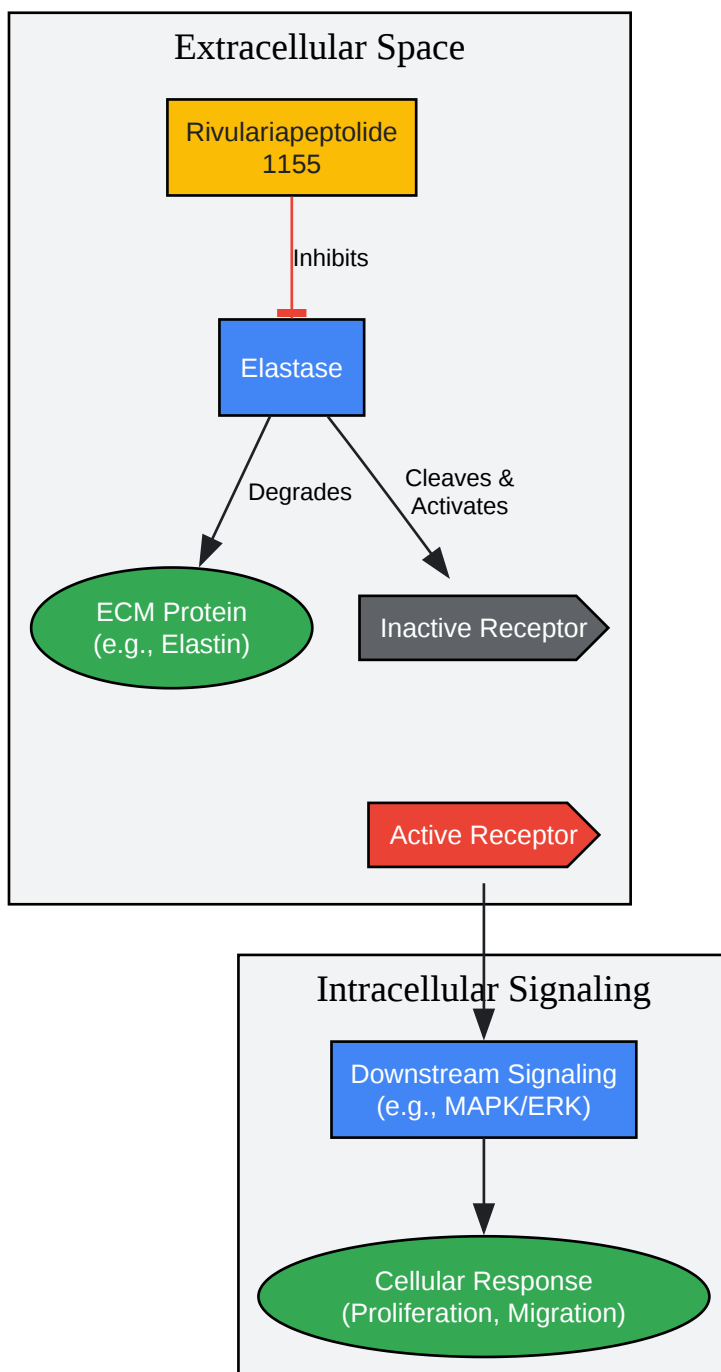 Extracellular Space
Rivulariapeptolide
1155
Inhibits
Elastase
Degrades
Cleaves &
Activates
ECM Protein
(e.g., Elastin)
Inactive Receptor
Active Receptor
Intracellular Signaling
Downstream Signaling
(e.g., MAPK/ERK)
Cellular Response
(Proliferation, Migration)